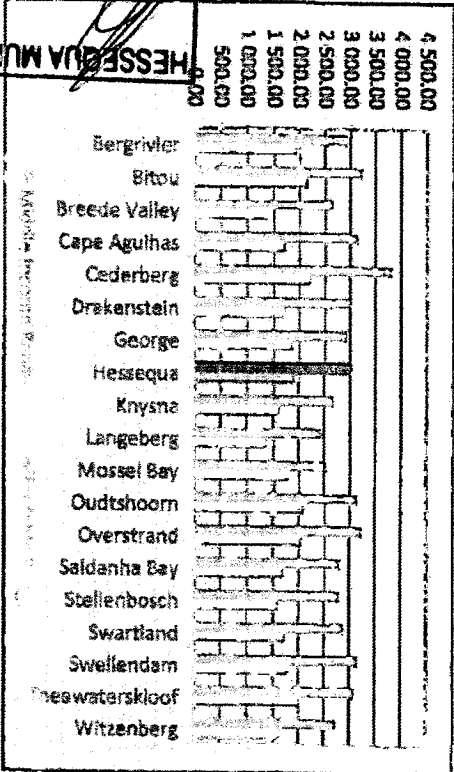 HESSEQUA MU
4 500.00
4 000.00
3 500.00
3 000.00
2 500.00
2 000.00
1 500.00
1 000.00
500.00
0.00
Bergrivier
Bitou
Breede Valley
Cape Agulhas
Cederberg
Drakenstein
George
Hessequa
Knysna
Langeberg
Mossel Bay
Oudtshoorn
Overstrand
Saldanha Bay
Stellenbosch
Swartland
Swellendam
Theewaterskloof
Witzenberg